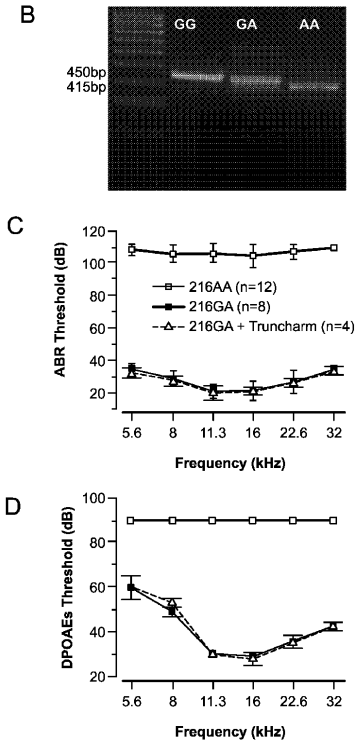 B
GG GA AA
450bp
415bp
C
120
100
80
60
40
20
ABR Threshold (dB)
216AA (n=12)
216GA (n=8)
216GA + Truncharm (n=4)
5.6 8 11.3 16 22.6 32
Frequency (kHz)
D
100
80
60
40
20
DPOAEs Threshold (dB)
5.6 8 11.3 16 22.6 32
Frequency (kHz)